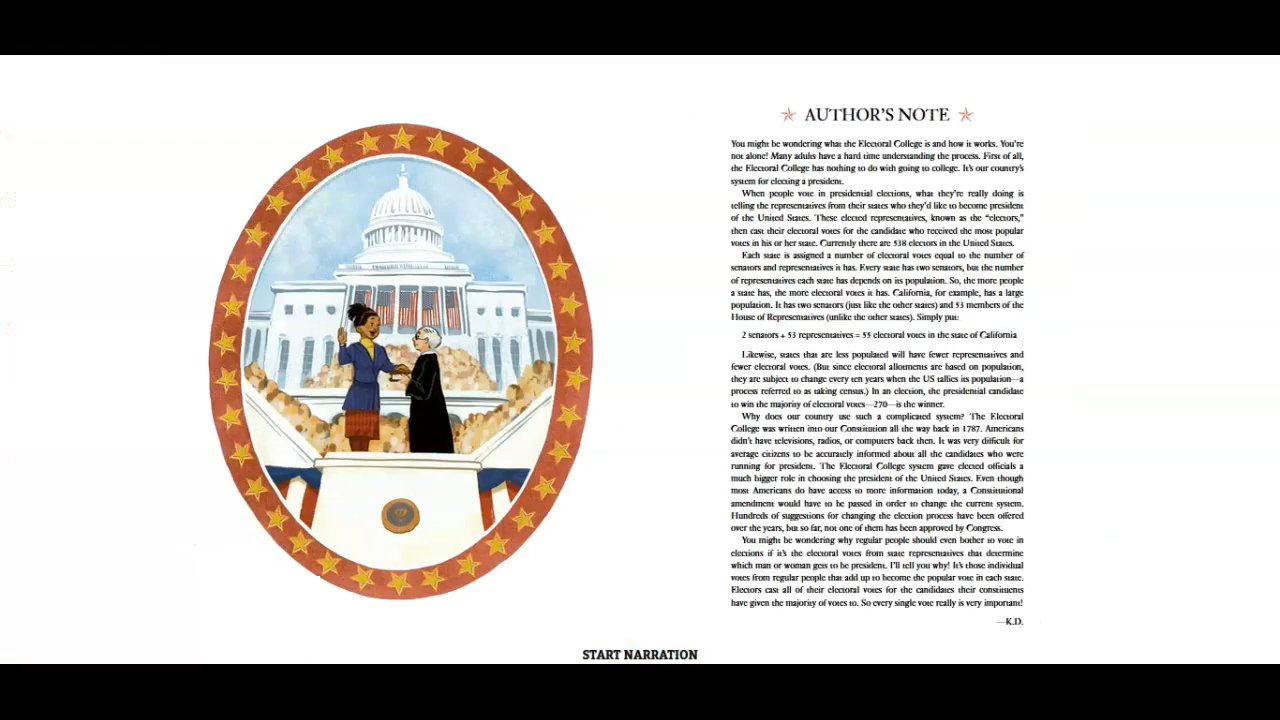 AUTHOR'S NOTE
You might be wondering what the Electoral College is and how it works. You're
not alone! Many adults have a hard time understanding the process. First of all,
the Electoral College has nothing to do with going to college. It's our country's
system for electing a president.
When people vote in presidential elections, what they're really doing is
telling the representatives from their states who they'd like to become president
of the United States. These elected representatives, known as the “electors,”
then cast their electoral votes for the candidate who received the most popular
votes in his or her state. Currently there are 538 electors in the United States.
Each state is assigned a number of electoral votes equal to the number of
senators and representatives it has. Every state has two senators, but the number
of representatives each state has depends on its population. So, the more people
a state has, the more electoral votes it has. California, for example, has a large
population. It has two senators (just like the other states) and 53 members of the
House of Representatives (unlike the other states). Simply put:
2 senators + 53 representatives = 55 electoral votes in the state of California
Likewise, states that are less populated will have fewer representatives and
fewer electoral votes. (But since electoral allotments are based on population,
they are subject to change every ten years when the US tallies its population—a
process referred to as taking census.) In an election, the presidential candidate
to win the majority of electoral votes—270—is the winner.
Why does our country use such a complicated system? The Electoral
College was written into our Constitution all the way back in 1787. Americans
didn't have televisions, radios, or computers back then. It was very difficult for
average citizens to be accurately informed about all the candidates who were
running for president. The Electoral College system gave elected officials a
much bigger role in choosing the president of the United States. Even though
most Americans do have access to more information today, a Constitutional
amendment would have to be passed in order to change the current system.
Hundreds of suggestions for changing the election process have been offered
over the years, but so far, not one of them has been approved by Congress.
You might be wondering why regular people should even bother to vote in
elections if it's the electoral votes from state representatives that determine
which man or woman gets to be president. I'll tell you why! It's those individual
votes from regular people that add up to become the popular vote in each state.
Electors cast all of their electoral votes for the candidates their constituents
have given the majority of votes to. So every single vote really is very important!
—K.D.
START NARRATION